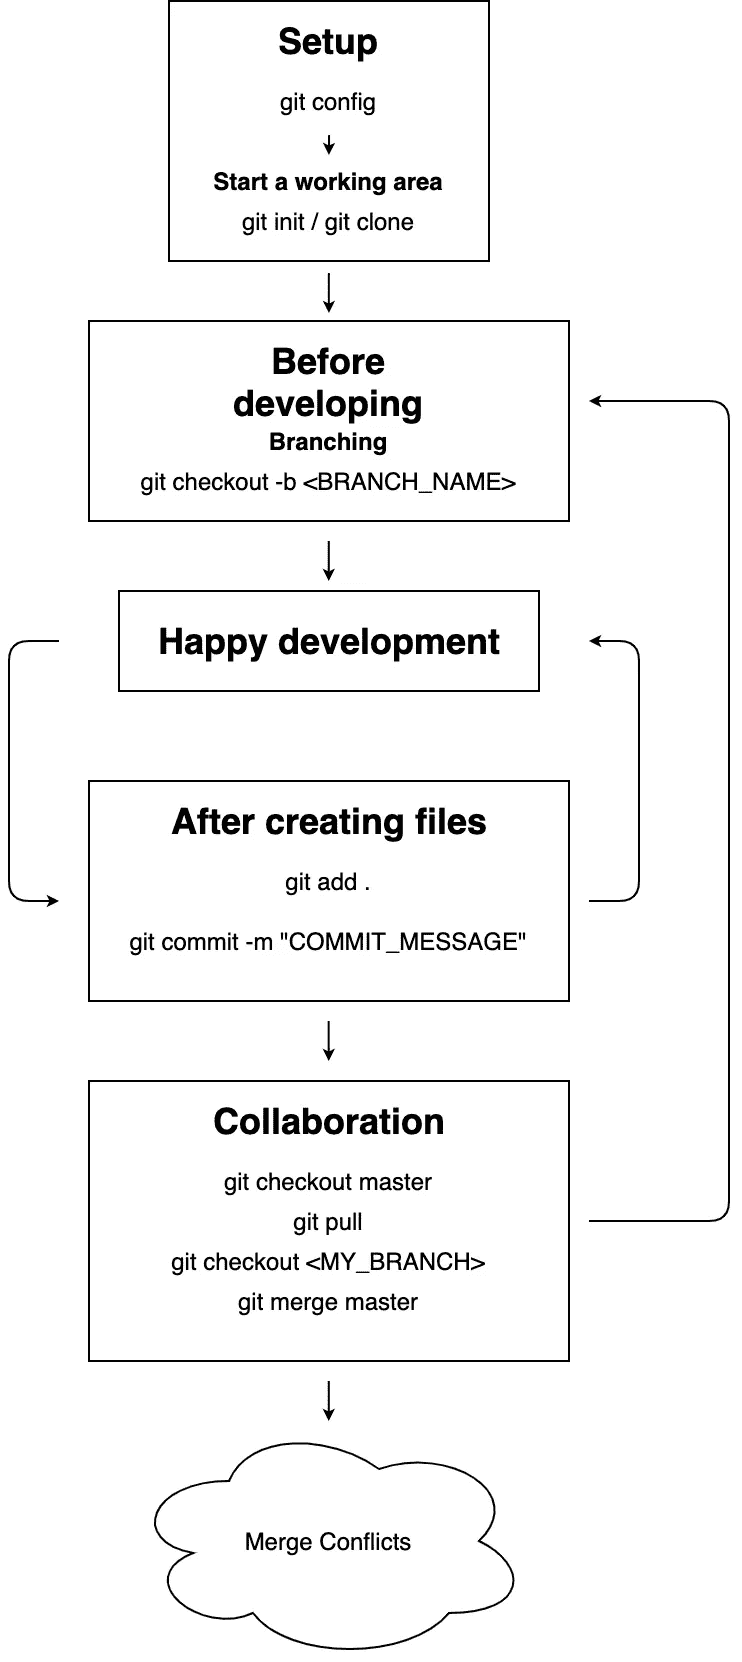 Setup
git config
Start a working area
git init / git clone
Before
developing
Branching
git checkout -b <BRANCH_NAME>
Happy development
After creating files
git add .
git commit -m "COMMIT_MESSAGE"
Collaboration
git checkout master
git pull
git checkout <MY_BRANCH>
git merge master
Merge Conflicts